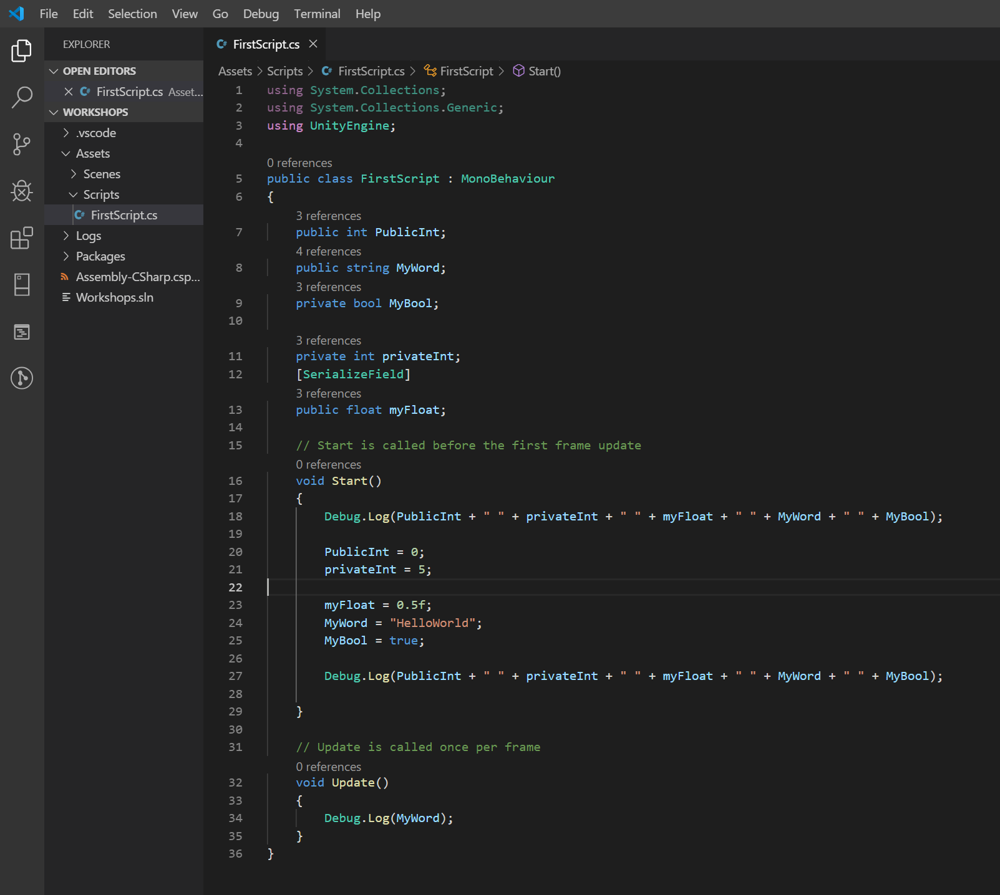 File Edit Selection View Go Debug Terminal Help
EXPLORER
OPEN EDITORS
FirstScript.cs Asset...
WORKSHOPS
.vscode
Assets
Scenes
Scripts
FirstScript.cs
Logs
Packages
Assembly-CSharp.csp...
Workshops.sln
FirstScript.cs
Assets > Scripts > FirstScript.cs > FirstScript > Start()
1 using System.Collections;
2 using System.Collections.Generic;
3 using UnityEngine;
4
0 references
5 public class FirstScript : MonoBehaviour
6 {
3 references
7 public int PublicInt;
4 references
8 public string MyWord;
3 references
9 private bool MyBool;
10
3 references
11 private int privateInt;
12 [SerializeField]
3 references
13 public float myFloat;
14
15 // Start is called before the first frame update
0 references
16 void Start()
17 {
18 Debug.Log(PublicInt + " " + privateInt + " " + myFloat + " " + MyWord + " " + MyBool);
19
20 PublicInt = 0;
21 privateInt = 5;
22
23 myFloat = 0.5f;
24 MyWord = "HelloWorld";
25 MyBool = true;
26
27 Debug.Log(PublicInt + " " + privateInt + " " + myFloat + " " + MyWord + " " + MyBool);
28
29 }
30
31 // Update is called once per frame
0 references
32 void Update()
33 {
34 Debug.Log(MyWord);
35 }
36 }